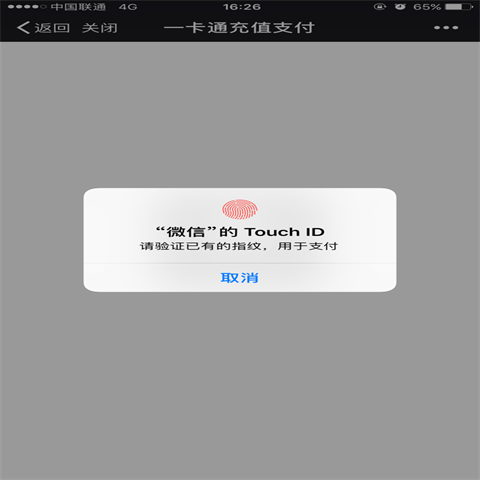 中国联通 4G 16:26 65%
返回 关闭 一卡通充值支付
“微信”的 Touch ID
请验证已有的指纹，用于支付
取消